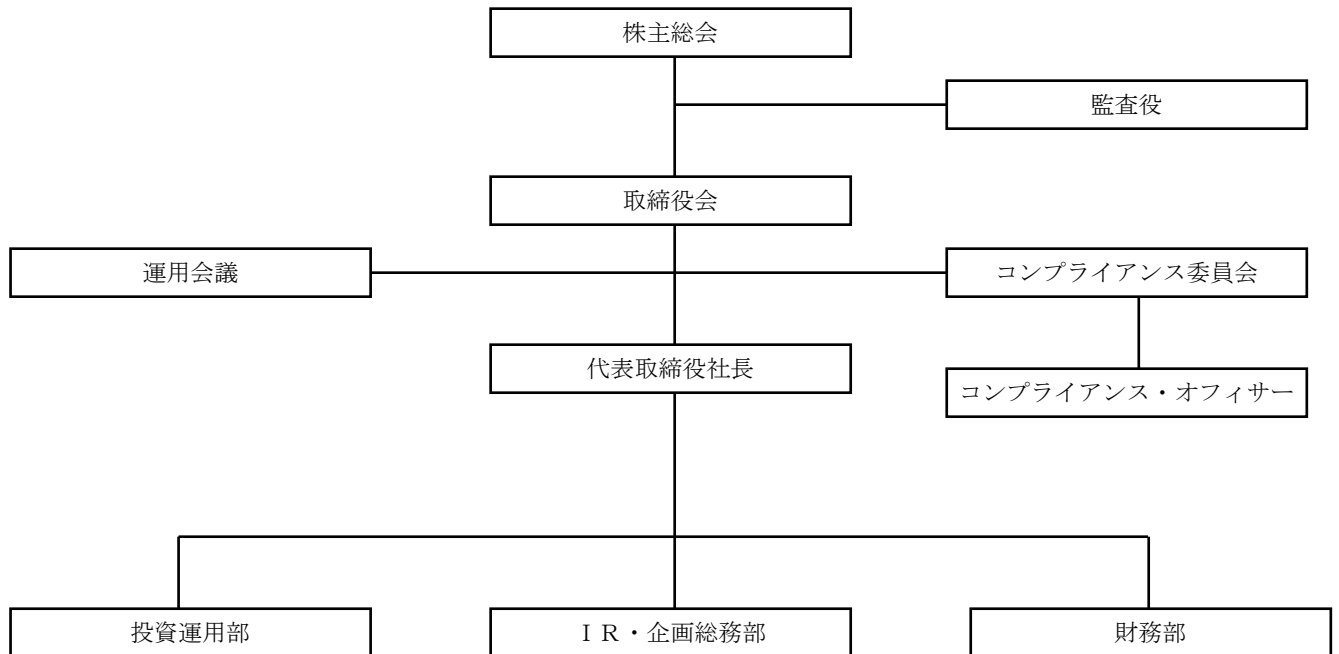 株主総会
監査役
取締役会
運用会議
コンプライアンス委員会
代表取締役社長
コンプライアンス・オフィサー
投資運用部
ＩＲ・企画総務部
財務部